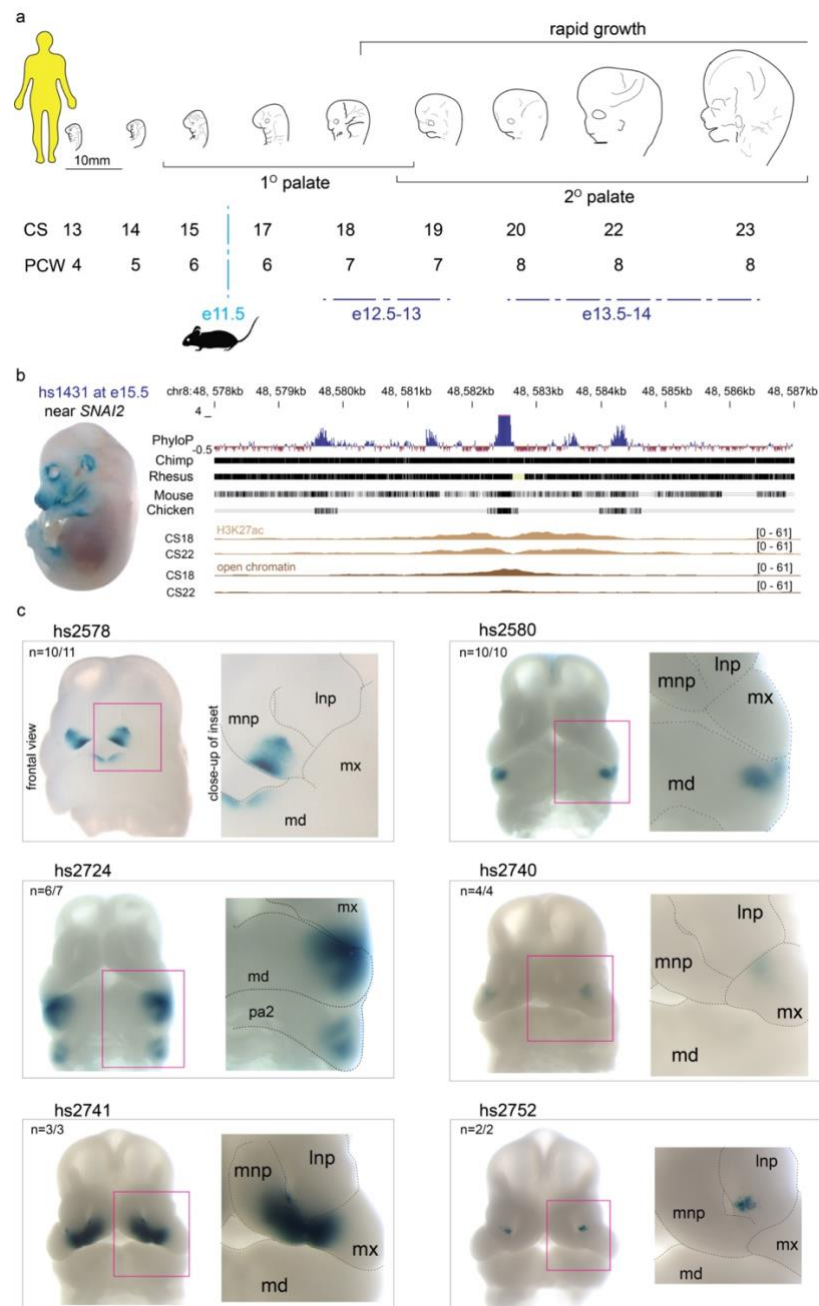 a
rapid growth
10mm
1º palate
2º palate
CS 13 14 15 17 18 19 20 22 23
PCW 4 5 6 6 7 7 8 8 8
e11.5 e12.5-13 e13.5-14
b
hs1431 at e15.5
near SNAI2
chr8:48, 578kb 48, 579kb 48, 580kb 48, 581kb 48, 582kb 48, 583kb 48, 584kb 48, 585kb 48, 586kb 48, 587kb
4
PhyloP
-0.5
Chimp
Rhesus
Mouse
Chicken
H3K27ac
CS18 [0 - 61]
CS22 [0 - 61]
open chromatin
CS18 [0 - 61]
CS22 [0 - 61]
c
hs2578
n=10/11
frontal view
close-up of inset
mnp
lnp
mx
md
hs2580
n=10/10
mnp
lnp
mx
md
hs2724
n=6/7
mx
md
pa2
hs2740
n=4/4
lnp
mnp
mx
md
hs2741
n=3/3
mnp
lnp
mx
md
hs2752
n=2/2
lnp
mnp
mx
md